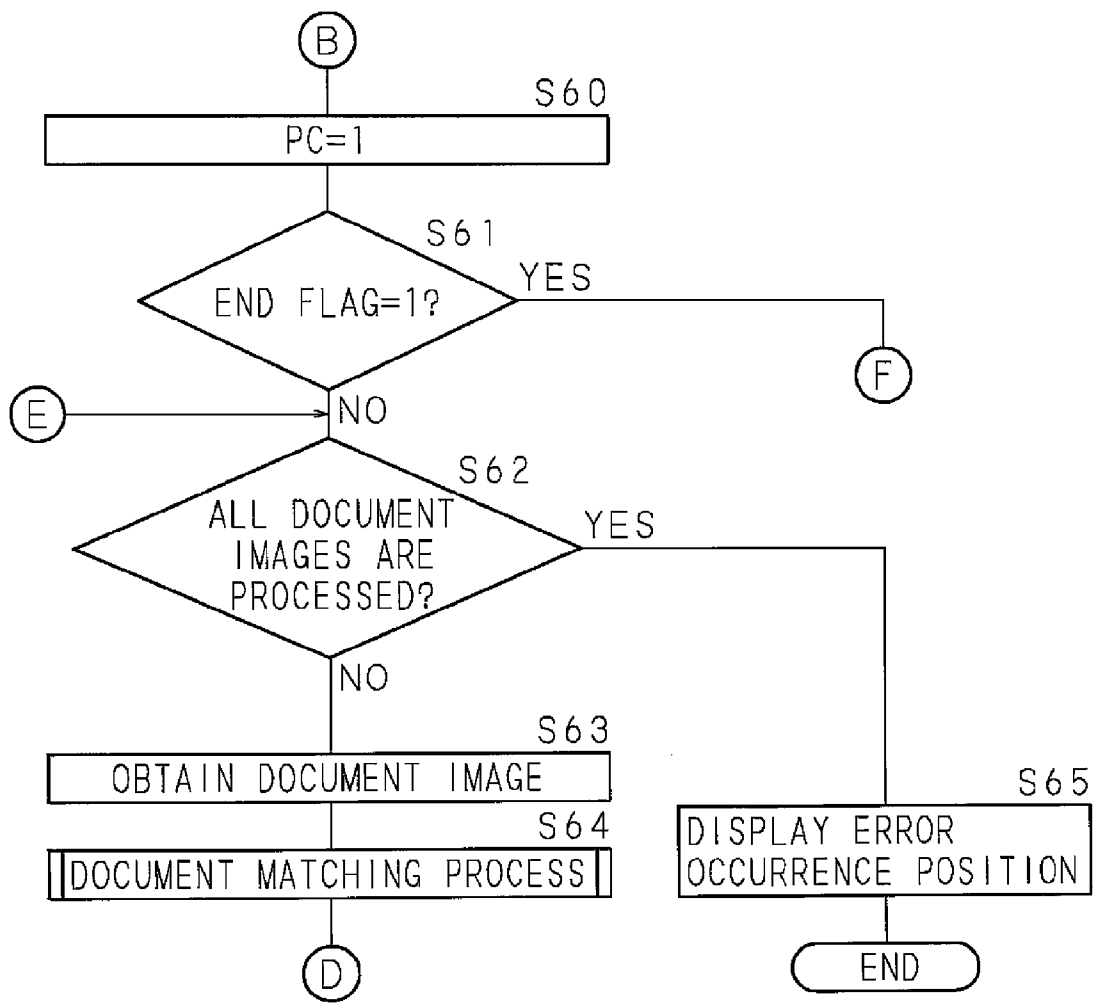 B
S60
PC=1
S61
END FLAG=1?
YES
F
E
NO
S62
ALL DOCUMENT
IMAGES ARE
PROCESSED?
YES
NO
S63
OBTAIN DOCUMENT IMAGE
S64
DOCUMENT MATCHING PROCESS
S65
DISPLAY ERROR
OCCURRENCE POSITION
D
END